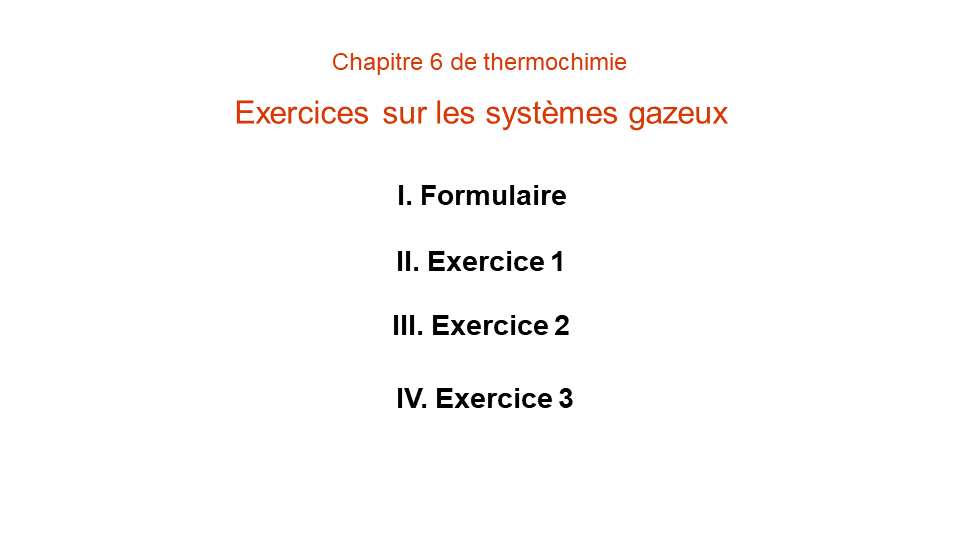 Chapitre 6 de thermochimie
Exercices sur les systèmes gazeux
I. Formulaire
II. Exercice 1
III. Exercice 2
IV. Exercice 3